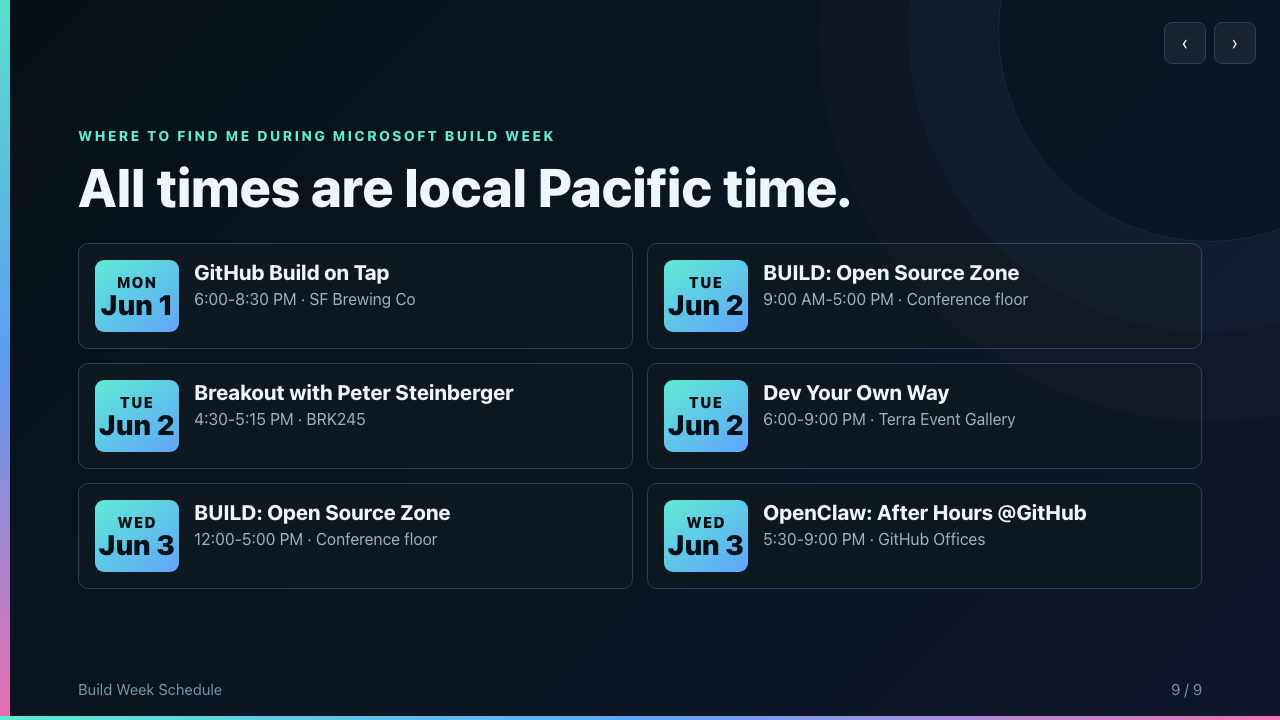 ‹ ›
WHERE TO FIND ME DURING MICROSOFT BUILD WEEK
All times are local Pacific time.
MON
Jun 1
GitHub Build on Tap
6:00-8:30 PM · SF Brewing Co
TUE
Jun 2
BUILD: Open Source Zone
9:00 AM-5:00 PM · Conference floor
TUE
Jun 2
Breakout with Peter Steinberger
4:30-5:15 PM · BRK245
TUE
Jun 2
Dev Your Own Way
6:00-9:00 PM · Terra Event Gallery
WED
Jun 3
BUILD: Open Source Zone
12:00-5:00 PM · Conference floor
WED
Jun 3
OpenClaw: After Hours @GitHub
5:30-9:00 PM · GitHub Offices
Build Week Schedule
9 / 9